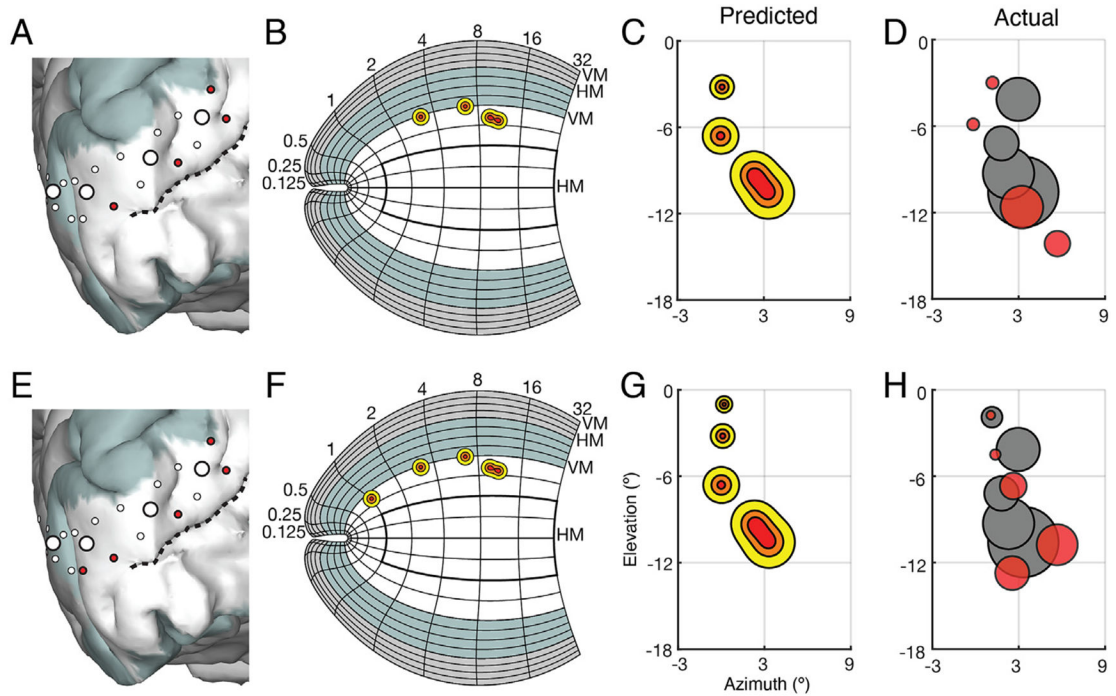 Predicted
Actual
A
B
C
D
0.125
0.25
0.5
1
2
4
8
16
32
VM
HM
VM
HM
0
-6
-12
-18
-3
3
9
0
-6
-12
-18
-3
3
9
E
F
G
H
0.125
0.25
0.5
1
2
4
8
16
32
VM
HM
VM
HM
Elevation (°)
0
-6
-12
-18
-3
3
9
Azimuth (°)
0
-6
-12
-18
-3
3
9